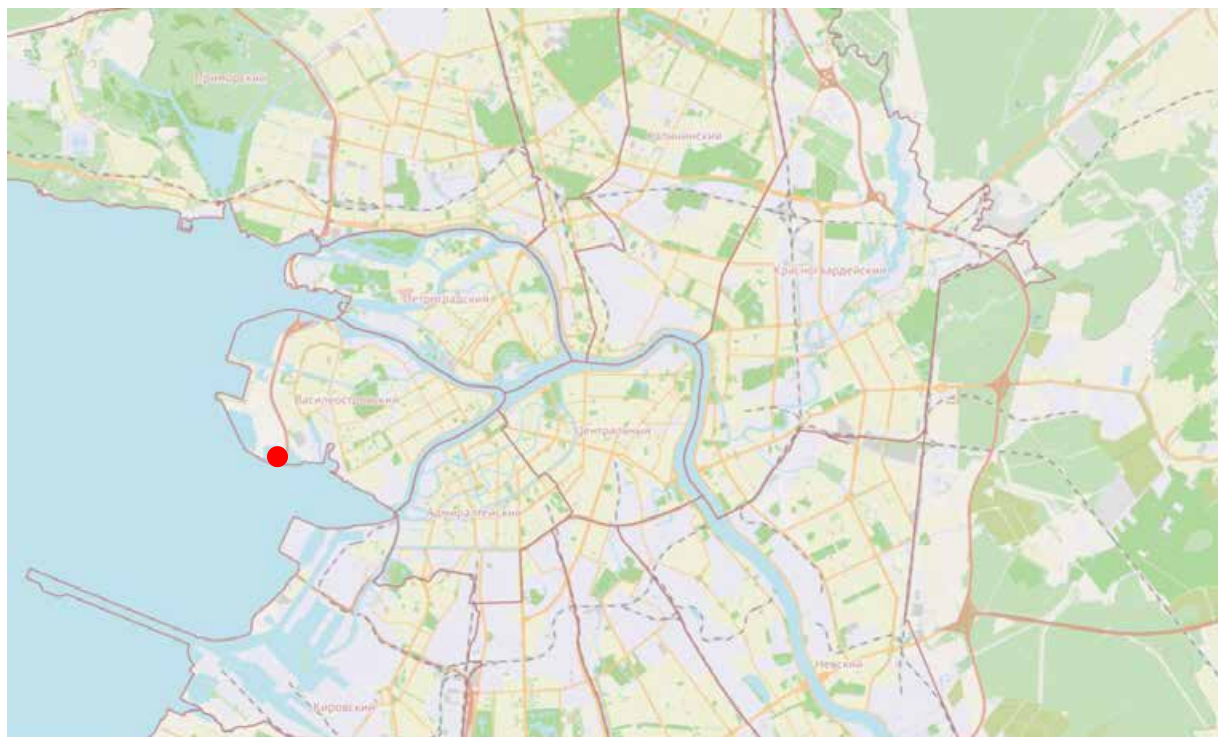 Приморский
Калининский
Красногвардейский
Петроградский
Василеостровский
Центральный
Адмиралтейский
Невский
Кировский